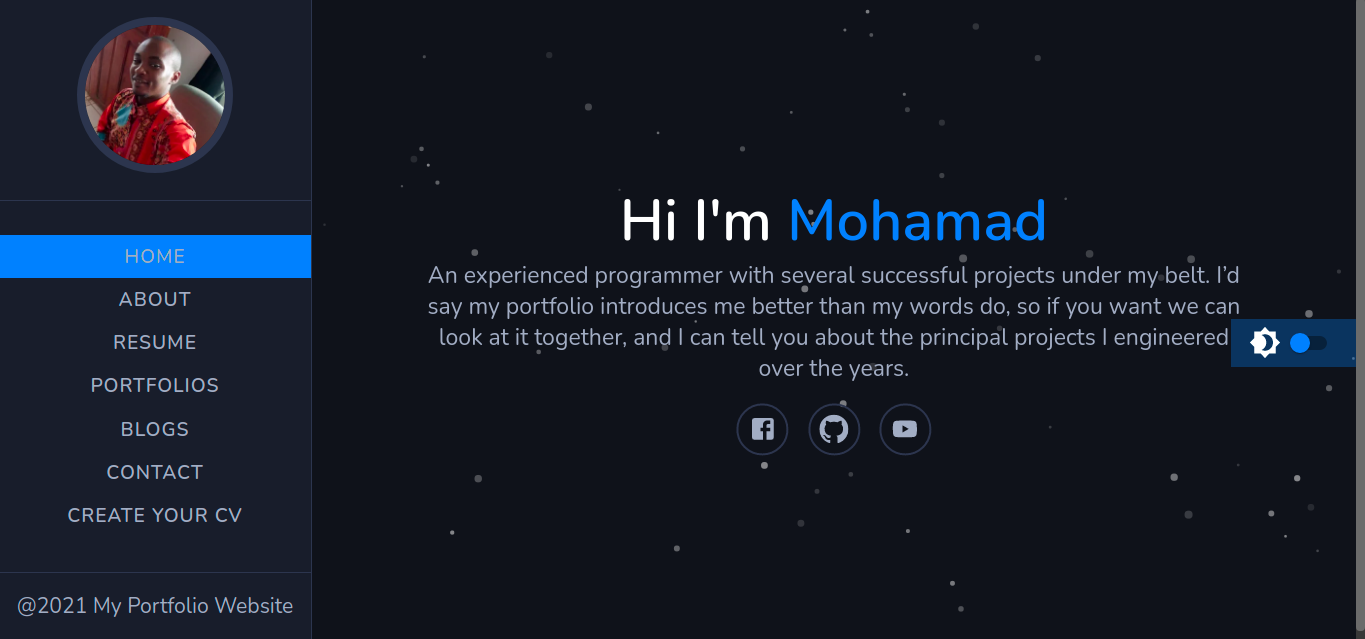 HOME
ABOUT
RESUME
PORTFOLIOS
BLOGS
CONTACT
CREATE YOUR CV
@2021 My Portfolio Website
Hi I'm Mohamad
An experienced programmer with several successful projects under my belt. I’d
say my portfolio introduces me better than my words do, so if you want we can
look at it together, and I can tell you about the principal projects I engineered
over the years.